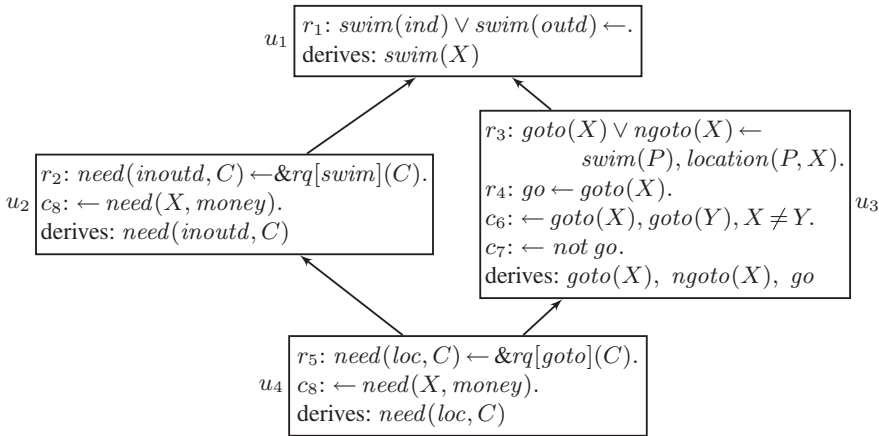 u₁
r₁: swim(ind) ∨ swim(outd) ←.
derives: swim(X)
u₂
r₂: need(inoutd, C) ←&rq[swim](C).
c₈: ← need(X, money).
derives: need(inoutd, C)
r₃: goto(X) ∨ ngoto(X) ←
swim(P), location(P, X).
r₄: go ← goto(X).
c₆: ← goto(X), goto(Y), X ≠ Y.
c₇: ← not go.
derives: goto(X), ngoto(X), go
u₃
u₄
r₅: need(loc, C) ← &rq[goto](C).
c₈: ← need(X, money).
derives: need(loc, C)